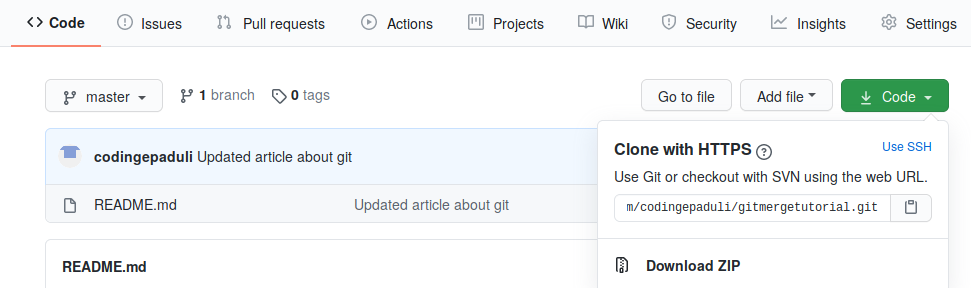 Code Issues Pull requests Actions Projects Wiki Security Insights Settings
master 1 branch 0 tags Go to file Add file Code
codingepaduli Updated article about git
README.md Updated article about git
README.md
Clone with HTTPS ? Use SSH
Use Git or checkout with SVN using the web URL.
m/codingepaduli/gitmergetutorial.git
Download ZIP